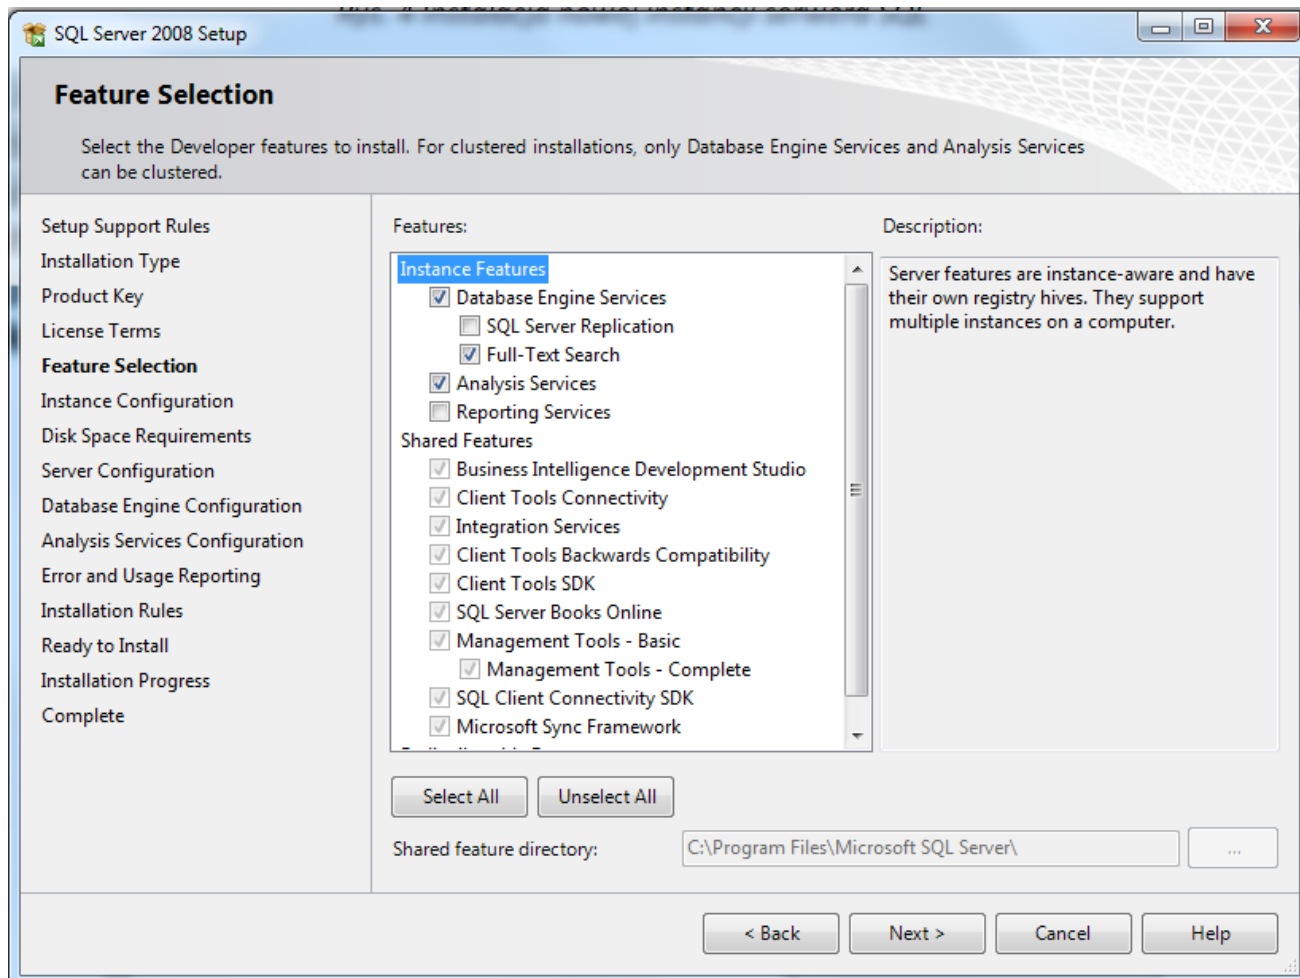 Rys. 4 Instalacja nowej instancji serwera SQL
SQL Server 2008 Setup
Feature Selection
Select the Developer features to install. For clustered installations, only Database Engine Services and Analysis Services
can be clustered.
Setup Support Rules
Installation Type
Product Key
License Terms
Feature Selection
Instance Configuration
Disk Space Requirements
Server Configuration
Database Engine Configuration
Analysis Services Configuration
Error and Usage Reporting
Installation Rules
Ready to Install
Installation Progress
Complete
Features:
Instance Features
Database Engine Services
SQL Server Replication
Full-Text Search
Analysis Services
Reporting Services
Shared Features
Business Intelligence Development Studio
Client Tools Connectivity
Integration Services
Client Tools Backwards Compatibility
Client Tools SDK
SQL Server Books Online
Management Tools - Basic
Management Tools - Complete
SQL Client Connectivity SDK
Microsoft Sync Framework
Description:
Server features are instance-aware and have
their own registry hives. They support
multiple instances on a computer.
Select All
Unselect All
Shared feature directory:
C:\Program Files\Microsoft SQL Server\
...
< Back
Next >
Cancel
Help